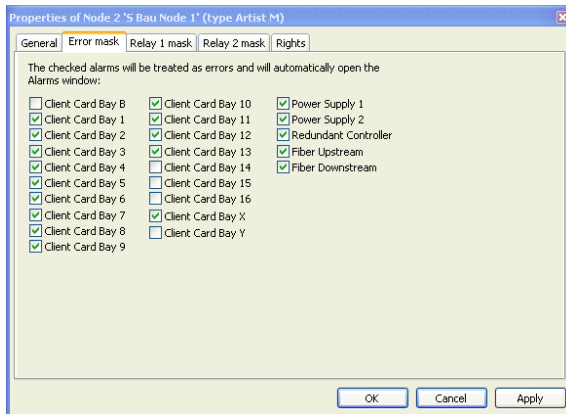 Properties of Node 2 'S Bau Node 1' (type Artist M)
General
Error mask
Relay 1 mask
Relay 2 mask
Rights
The checked alarms will be treated as errors and will automatically open the
Alarms window:
Client Card Bay B
Client Card Bay 1
Client Card Bay 2
Client Card Bay 3
Client Card Bay 4
Client Card Bay 5
Client Card Bay 6
Client Card Bay 7
Client Card Bay 8
Client Card Bay 9
Client Card Bay 10
Client Card Bay 11
Client Card Bay 12
Client Card Bay 13
Client Card Bay 14
Client Card Bay 15
Client Card Bay 16
Client Card Bay X
Client Card Bay Y
Power Supply 1
Power Supply 2
Redundant Controller
Fiber Upstream
Fiber Downstream
OK
Cancel
Apply